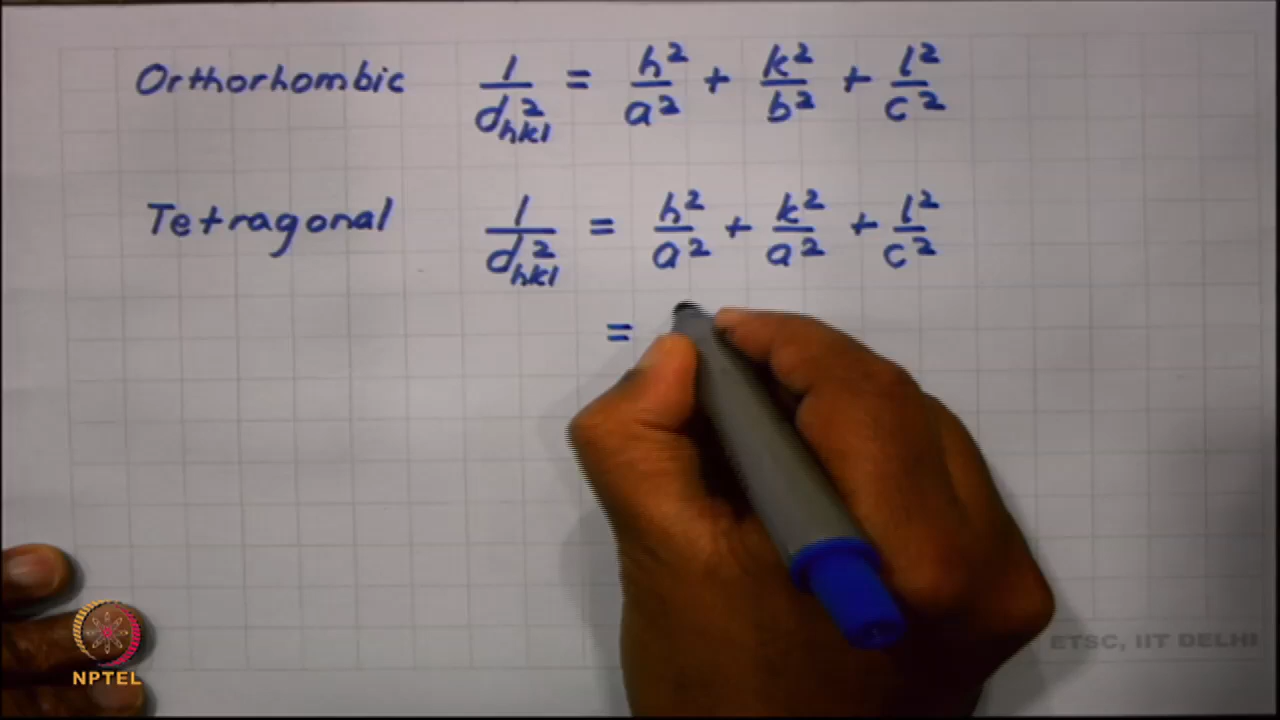 Orthorhombic 1/d²hkl = h²/a² + k²/b² + l²/c²
Tetragonal 1/d²hkl = h²/a² + k²/a² + l²/c²
=
ETSC, IIT DELHI
NPTEL